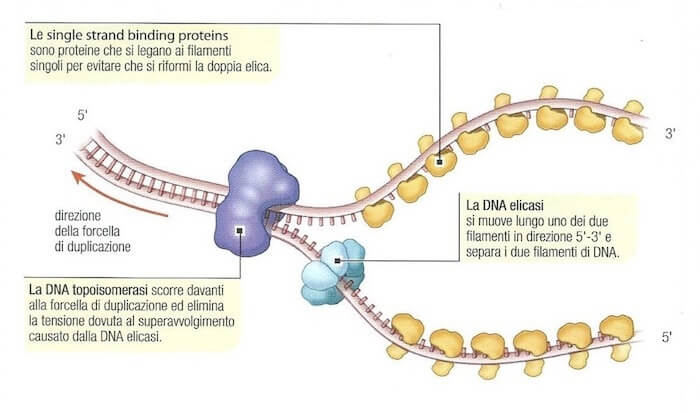 Le single strand binding proteins
sono proteine che si legano ai filamenti
singoli per evitare che si riformi la doppia elica.
5'
3'
3'
direzione
della forcella
di duplicazione
La DNA elicasi
si muove lungo uno dei due
filamenti in direzione 5'-3' e
separa i due filamenti di DNA.
La DNA topoisomerasi scorre davanti
alla forcella di duplicazione ed elimina
la tensione dovuta al superavvolgimento
causato dalla DNA elicasi.
5'